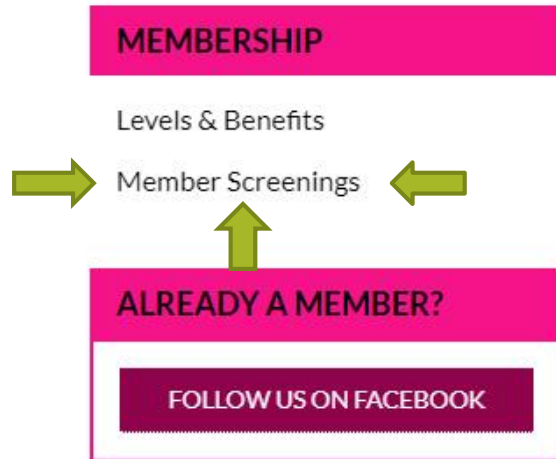 MEMBERSHIP
Levels & Benefits
Member Screenings
ALREADY A MEMBER?
FOLLOW US ON FACEBOOK